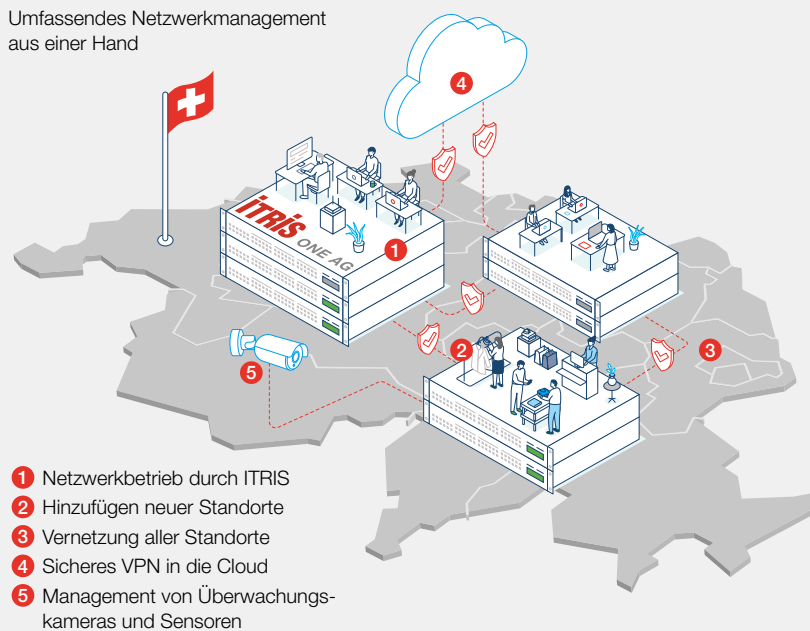 Umfassendes Netzwerkmanagement
aus einer Hand
4
iTRiS
ONE AG
1
2
3
5
1 Netzwerkbetrieb durch ITRIS
2 Hinzufügen neuer Standorte
3 Vernetzung aller Standorte
4 Sicheres VPN in die Cloud
5 Management von Überwachungs-
kameras und Sensoren